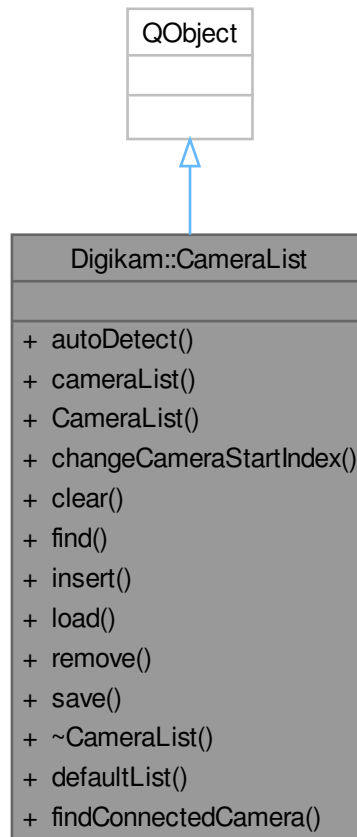 QObject
Digikam::CameraList
+ autoDetect()
+ cameraList()
+ CameraList()
+ changeCameraStartIndex()
+ clear()
+ find()
+ insert()
+ load()
+ remove()
+ save()
+ ~CameraList()
+ defaultList()
+ findConnectedCamera()